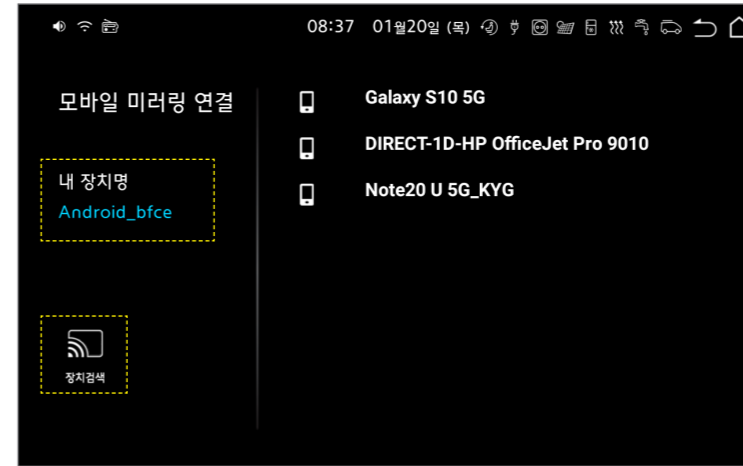 08:37 01월20일 (목)
모바일 미러링 연결
내 장치명
Android_bfce
장치검색
Galaxy S10 5G
DIRECT-1D-HP OfficeJet Pro 9010
Note20 U 5G_KYG